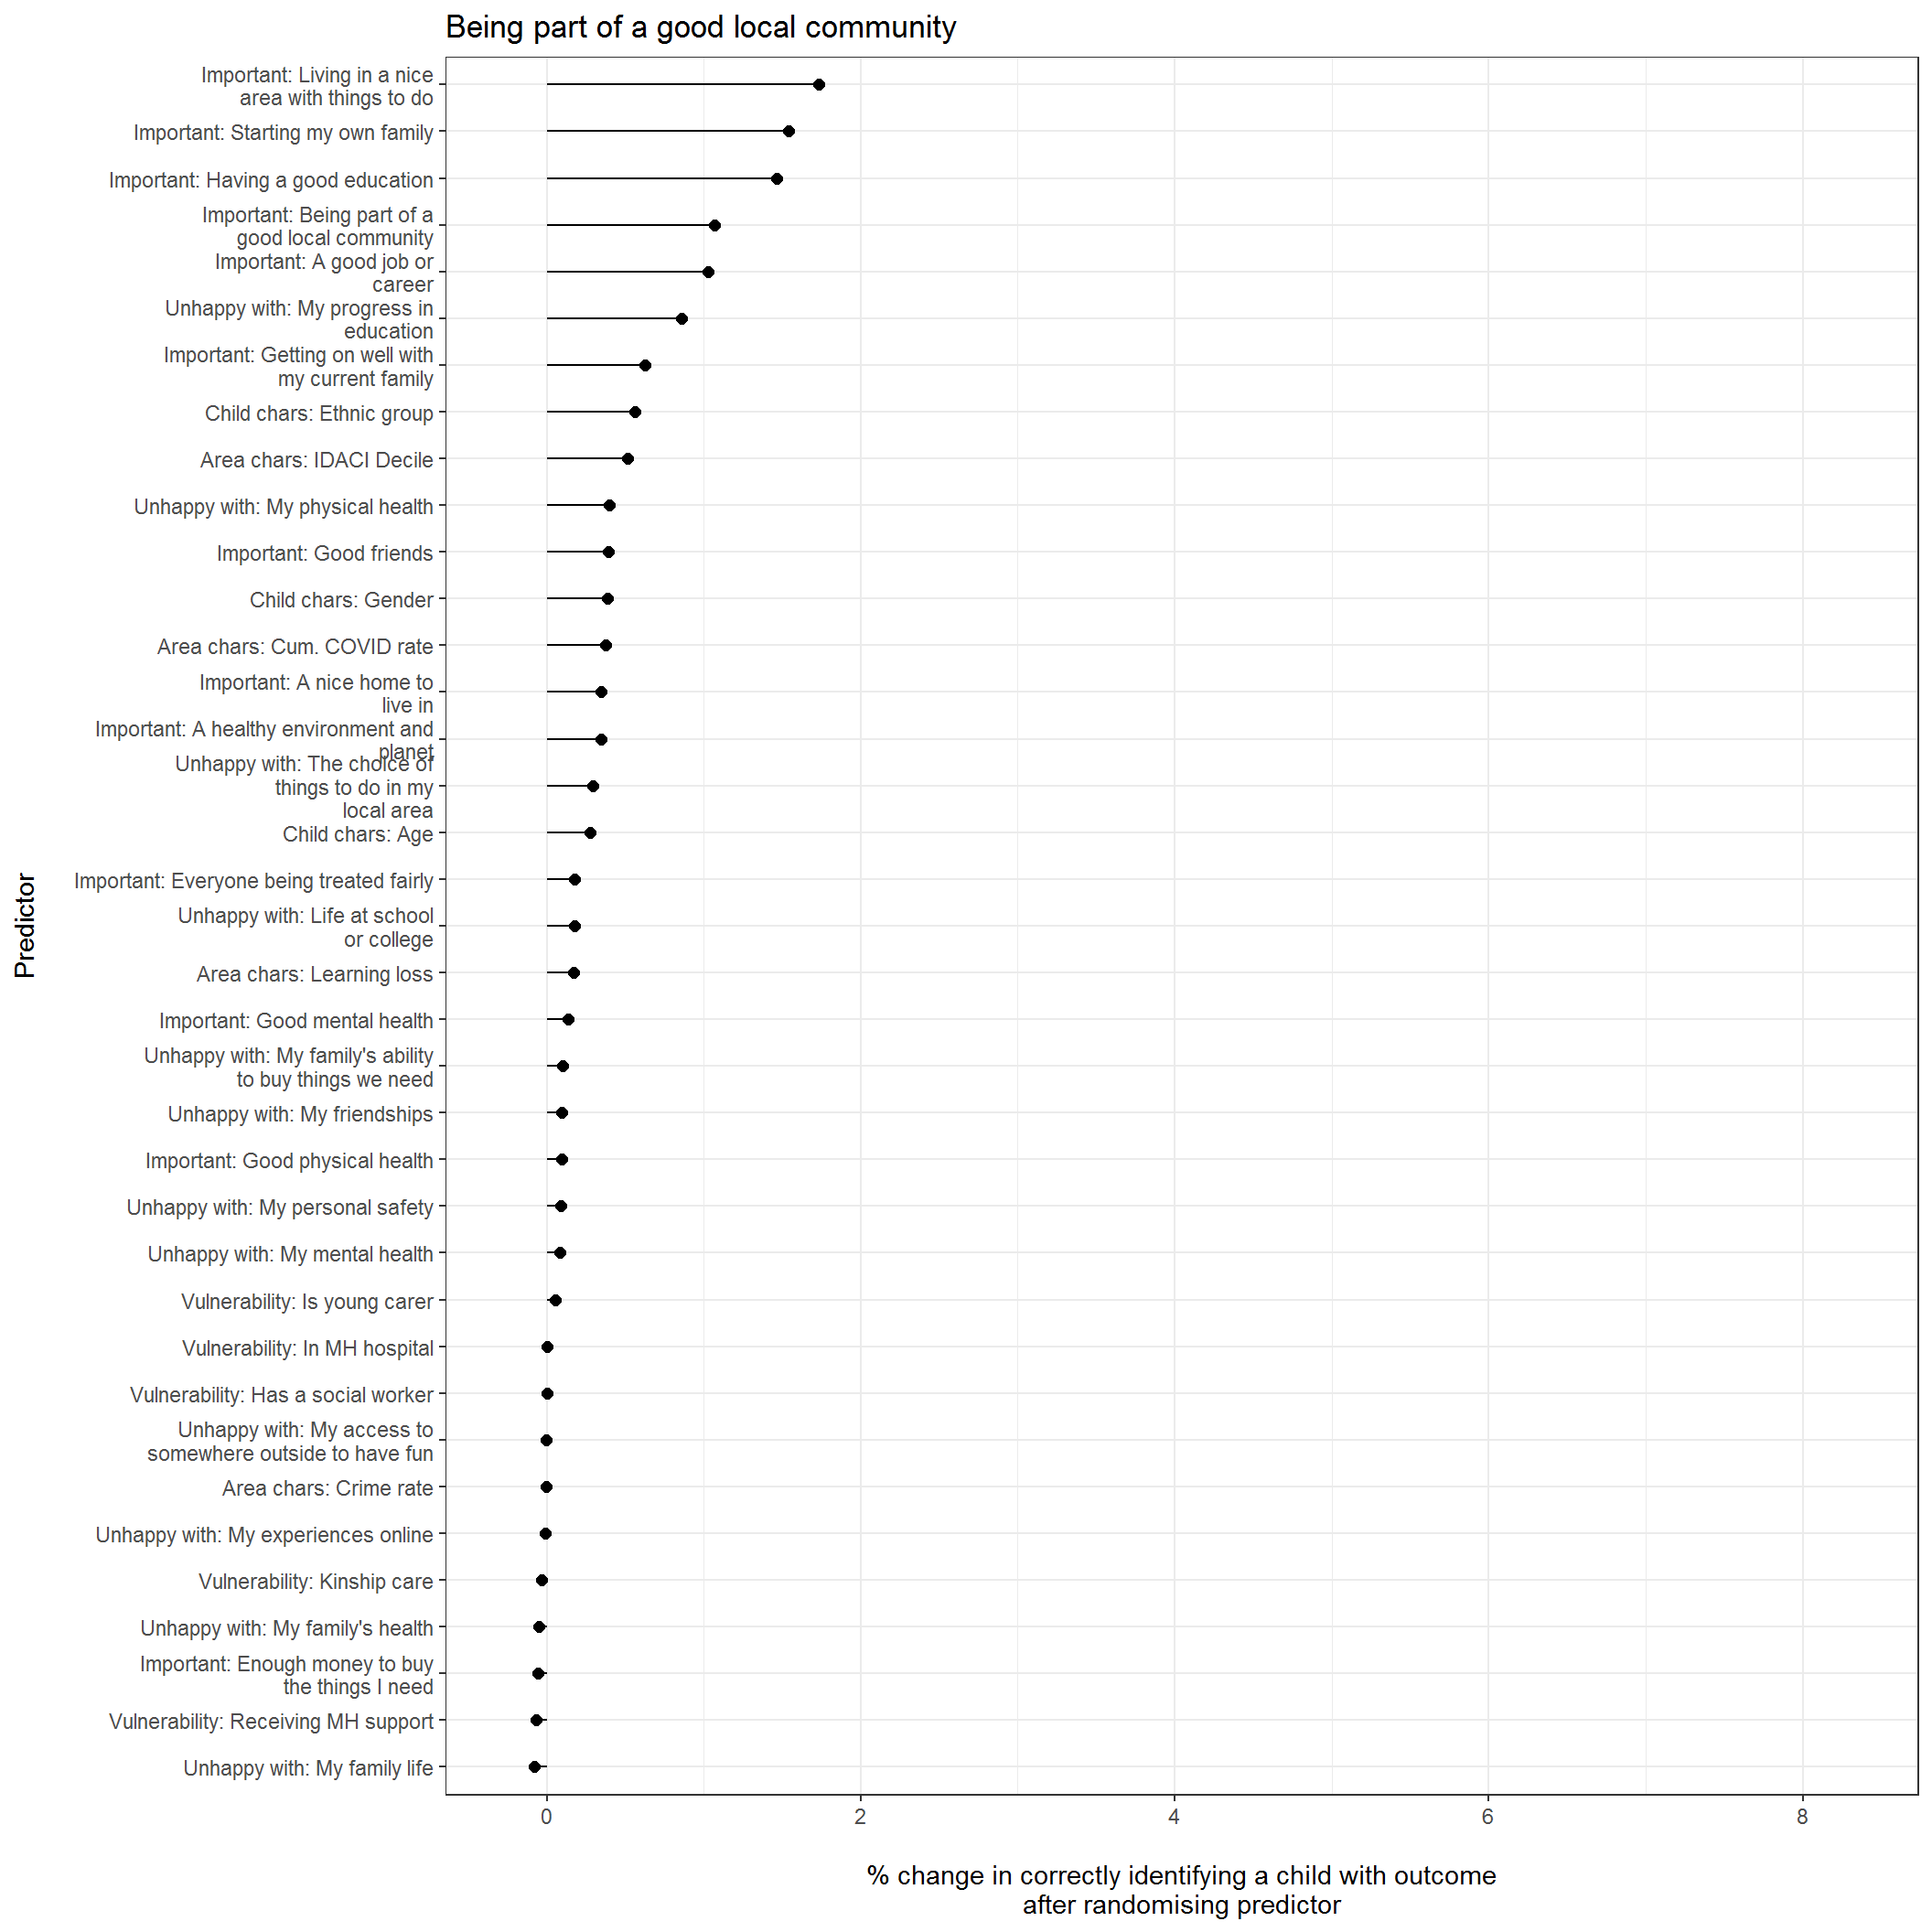 Being part of a good local community
Important: Living in a nice
area with things to do
Important: Starting my own family
Important: Having a good education
Important: Being part of a
good local community
Important: A good job or
career
Unhappy with: My progress in
education
Important: Getting on well with
my current family
Child chars: Ethnic group
Area chars: IDACI Decile
Unhappy with: My physical health
Important: Good friends
Child chars: Gender
Area chars: Cum. COVID rate
Important: A nice home to
live in
Important: A healthy environment and
planet
Unhappy with: The choice of
things to do in my
local area
Child chars: Age
Important: Everyone being treated fairly
Unhappy with: Life at school
or college
Area chars: Learning loss
Important: Good mental health
Unhappy with: My family's ability
to buy things we need
Unhappy with: My friendships
Important: Good physical health
Unhappy with: My personal safety
Unhappy with: My mental health
Vulnerability: Is young carer
Vulnerability: In MH hospital
Vulnerability: Has a social worker
Unhappy with: My access to
somewhere outside to have fun
Area chars: Crime rate
Unhappy with: My experiences online
Vulnerability: Kinship care
Unhappy with: My family's health
Important: Enough money to buy
the things I need
Vulnerability: Receiving MH support
Unhappy with: My family life
Predictor
0 2 4 6 8
% change in correctly identifying a child with outcome
after randomising predictor